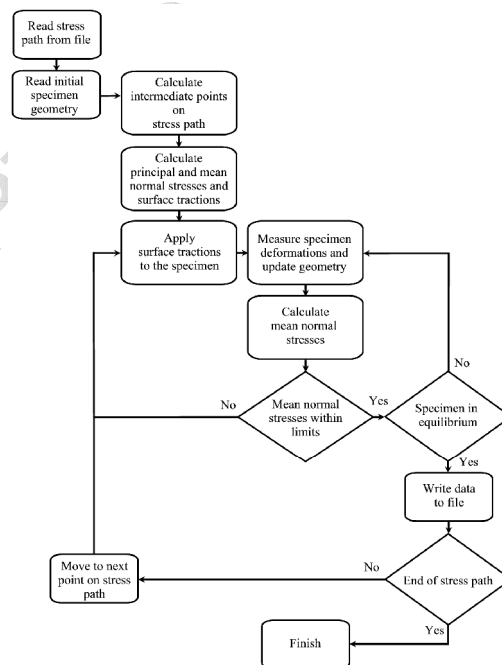 Read stress
path from file
Read initial
specimen
geometry
Calculate
intermediate points
on
stress path
Calculate
principal and mean
normal stresses and
surface tractions
Apply
surface tractions
to the specimen
Measure specimen
deformations and
update geometry
Calculate
mean normal
stresses
No
Mean normal
stresses within
limits
Yes
Specimen in
equilibrium
No
Yes
Write data
to file
Move to next
point on stress
path
No
End of stress path
Yes
Finish